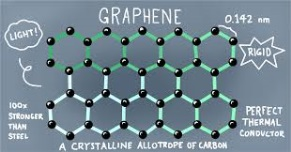 GRAPHENE
LIGHT!
0.142 nm
RIGID
100x
STRONGER
THAN
STEEL
PERFECT
THERMAL
CONDUCTOR
A CRYSTALLINE ALLOTROPE OF CARBON